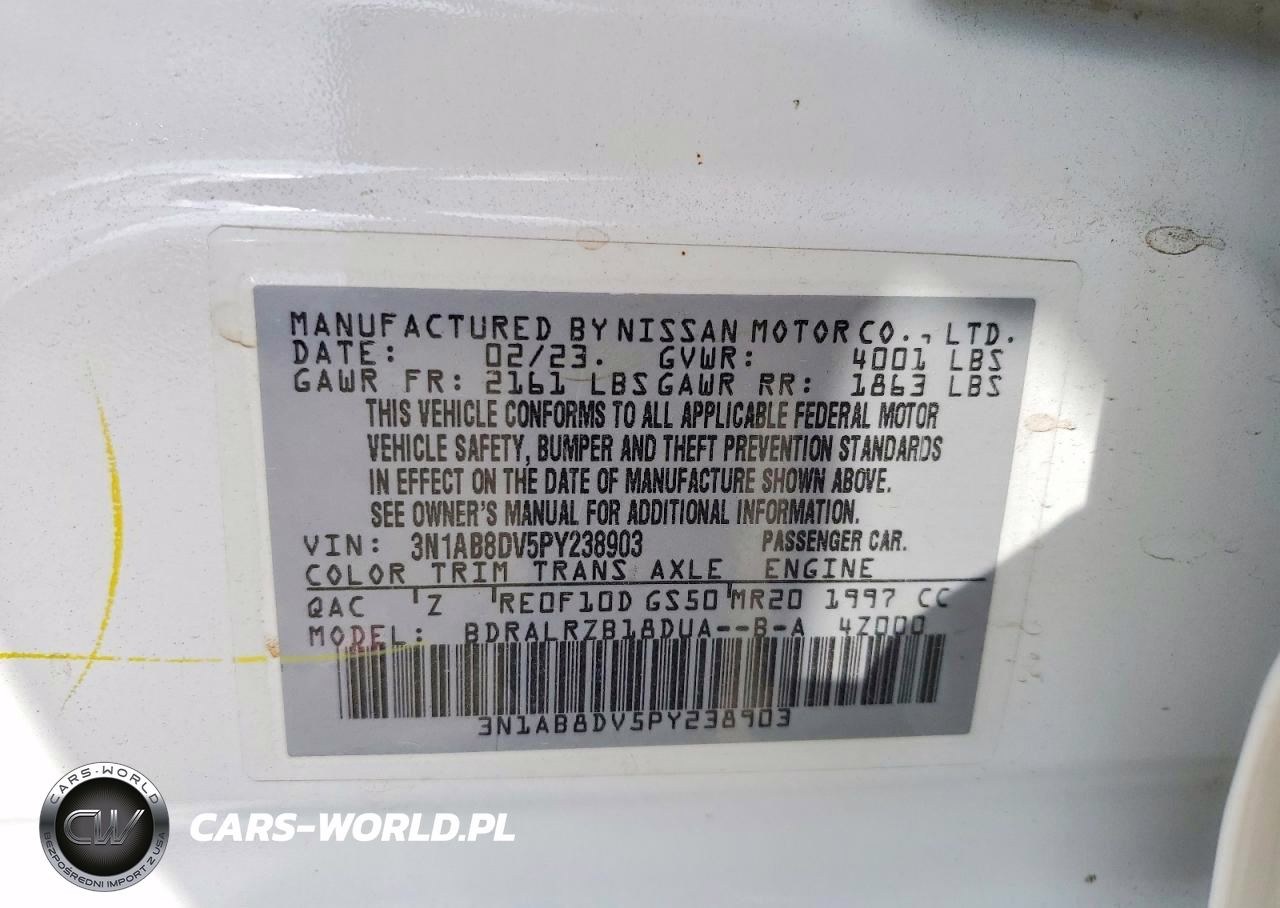 MANUFACTURED BY NISSAN MOTOR CO., LTD.
DATE: 02/23. GVWR: 4001 LBS
GAWR FR: 2161 LBS GAWR RR: 1863 LBS
THIS VEHICLE CONFORMS TO ALL APPLICABLE FEDERAL MOTOR
VEHICLE SAFETY, BUMPER AND THEFT PREVENTION STANDARDS
IN EFFECT ON THE DATE OF MANUFACTURE SHOWN ABOVE.
SEE OWNER'S MANUAL FOR ADDITIONAL INFORMATION.
VIN: 3N1AB8DV5PY238903 PASSENGER CAR.
COLOR TRIM TRANS AXLE ENGINE
QAC Z RE0F10D GS50 MR20 1997 CC
MODEL: BDRALRZB18DUA--B-A 4Z000
3N1AB8DV5PY238903
CARS-WORLD
CW
BEZPOŚREDNI IMPORT Z USA
CARS-WORLD.PL